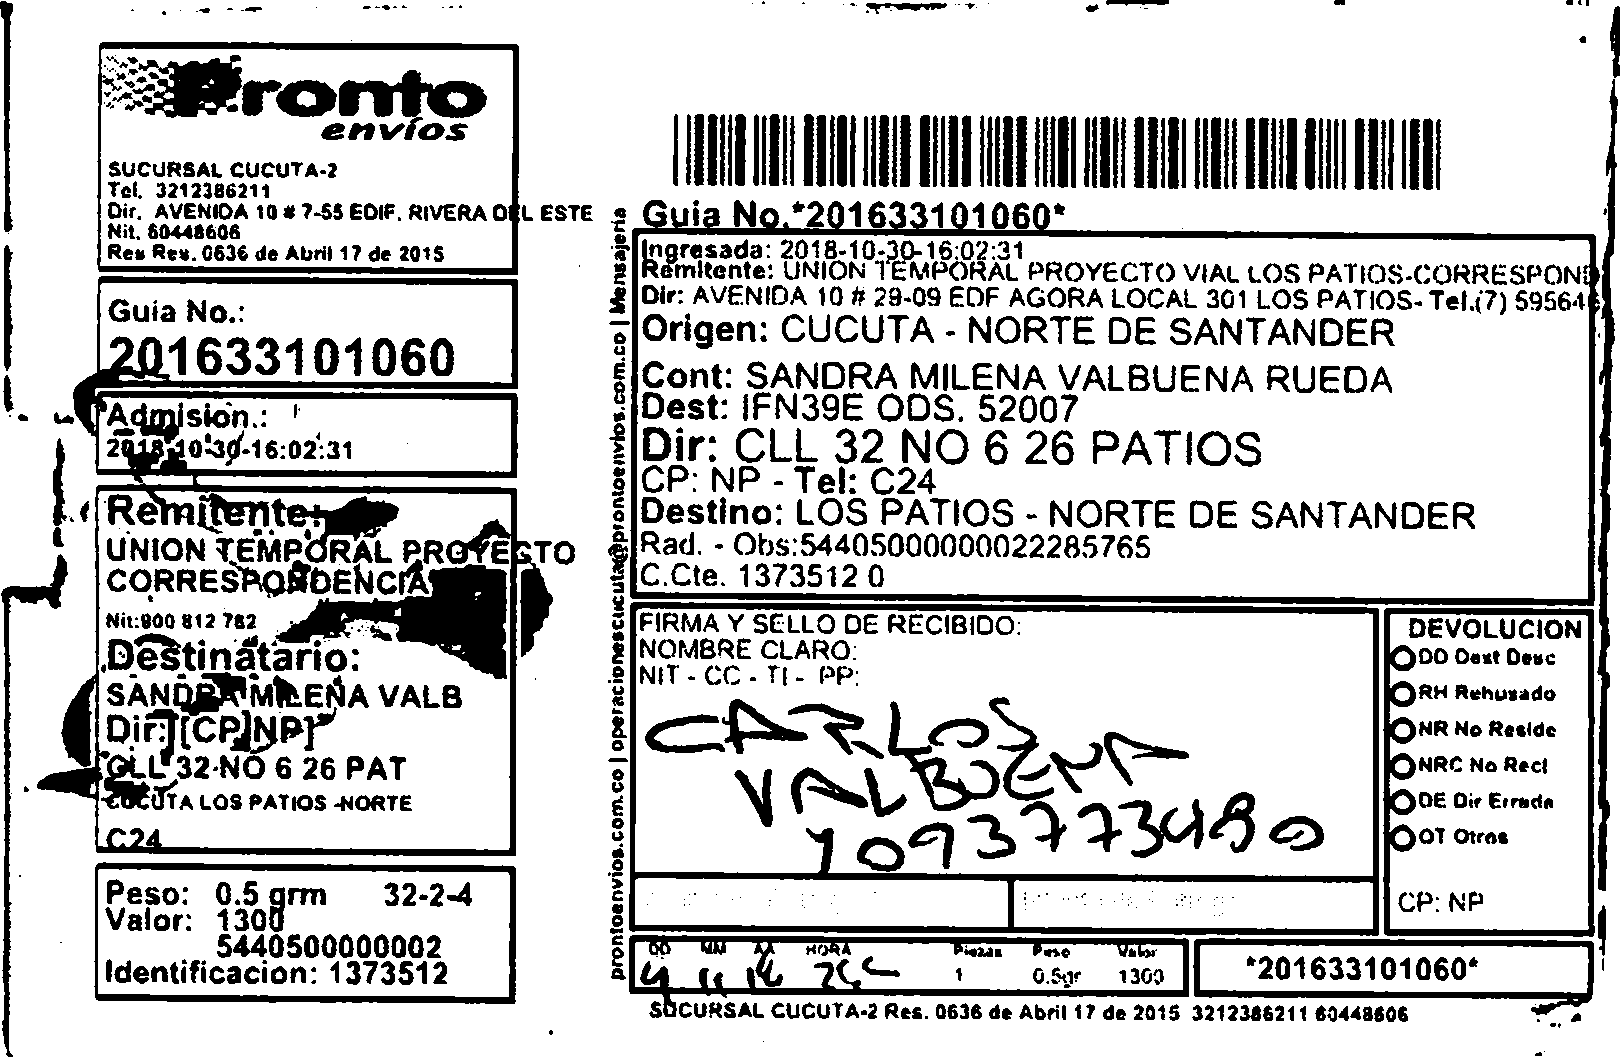 Pronto
envíos
SUCURSAL CUCUTA-2
Tel. 3212386211
Dir. AVENIDA 10 # 7-55 EDIF. RIVERA DEL ESTE
Nit. 60448606
Res Res. 0636 de Abril 17 de 2015
Guia No.:
201633101060
Admision.:
2018-10-30-16:02:31
Remitente:
UNION TEMPORAL PROYECTO
CORRESPONDENCIA
Nit:900 812 782
Destinatario:
SANDRA MILENA VALB
Dir:[CP]NP]
CLL 32 NO 6 26 PAT
CUCUTA LOS PATIOS -NORTE
C24
Peso: 0.5 grm 32-2-4
Valor: 1300
5440500000002
Identificacion: 1373512
prontoenvios.com.co | operacionescucuta@prontoenvios.com.co | Mensajeria
Guia No.*201633101060*
Ingresada: 2018-10-30-16:02:31
Remitente: UNION TEMPORAL PROYECTO VIAL LOS PATIOS-CORRESPOND
Dir: AVENIDA 10 # 29-09 EDF AGORA LOCAL 301 LOS PATIOS- Tel.(7) 59564
Origen: CUCUTA - NORTE DE SANTANDER
Cont: SANDRA MILENA VALBUENA RUEDA
Dest: IFN39E ODS. 52007
Dir: CLL 32 NO 6 26 PATIOS
CP: NP - Tel: C24
Destino: LOS PATIOS - NORTE DE SANTANDER
Rad. - Obs:54405000000022285765
C.Cte. 1373512 0
FIRMA Y SELLO DE RECIBIDO:
NOMBRE CLARO:
NIT - CC - TI - PP:
CARLOS
VALBUENA
1093773480
DEVOLUCION
DD Dest Desc
RH Rehusado
NR No Reside
NRC No Recl
DE Dir Errada
OT Otros
CP: NP
DD MM AA HORA Piezas Peso Valor
11 18 1 0.5gr 1300
*201633101060*
SUCURSAL CUCUTA-2 Res. 0636 de Abril 17 de 2015 3212386211 60448606